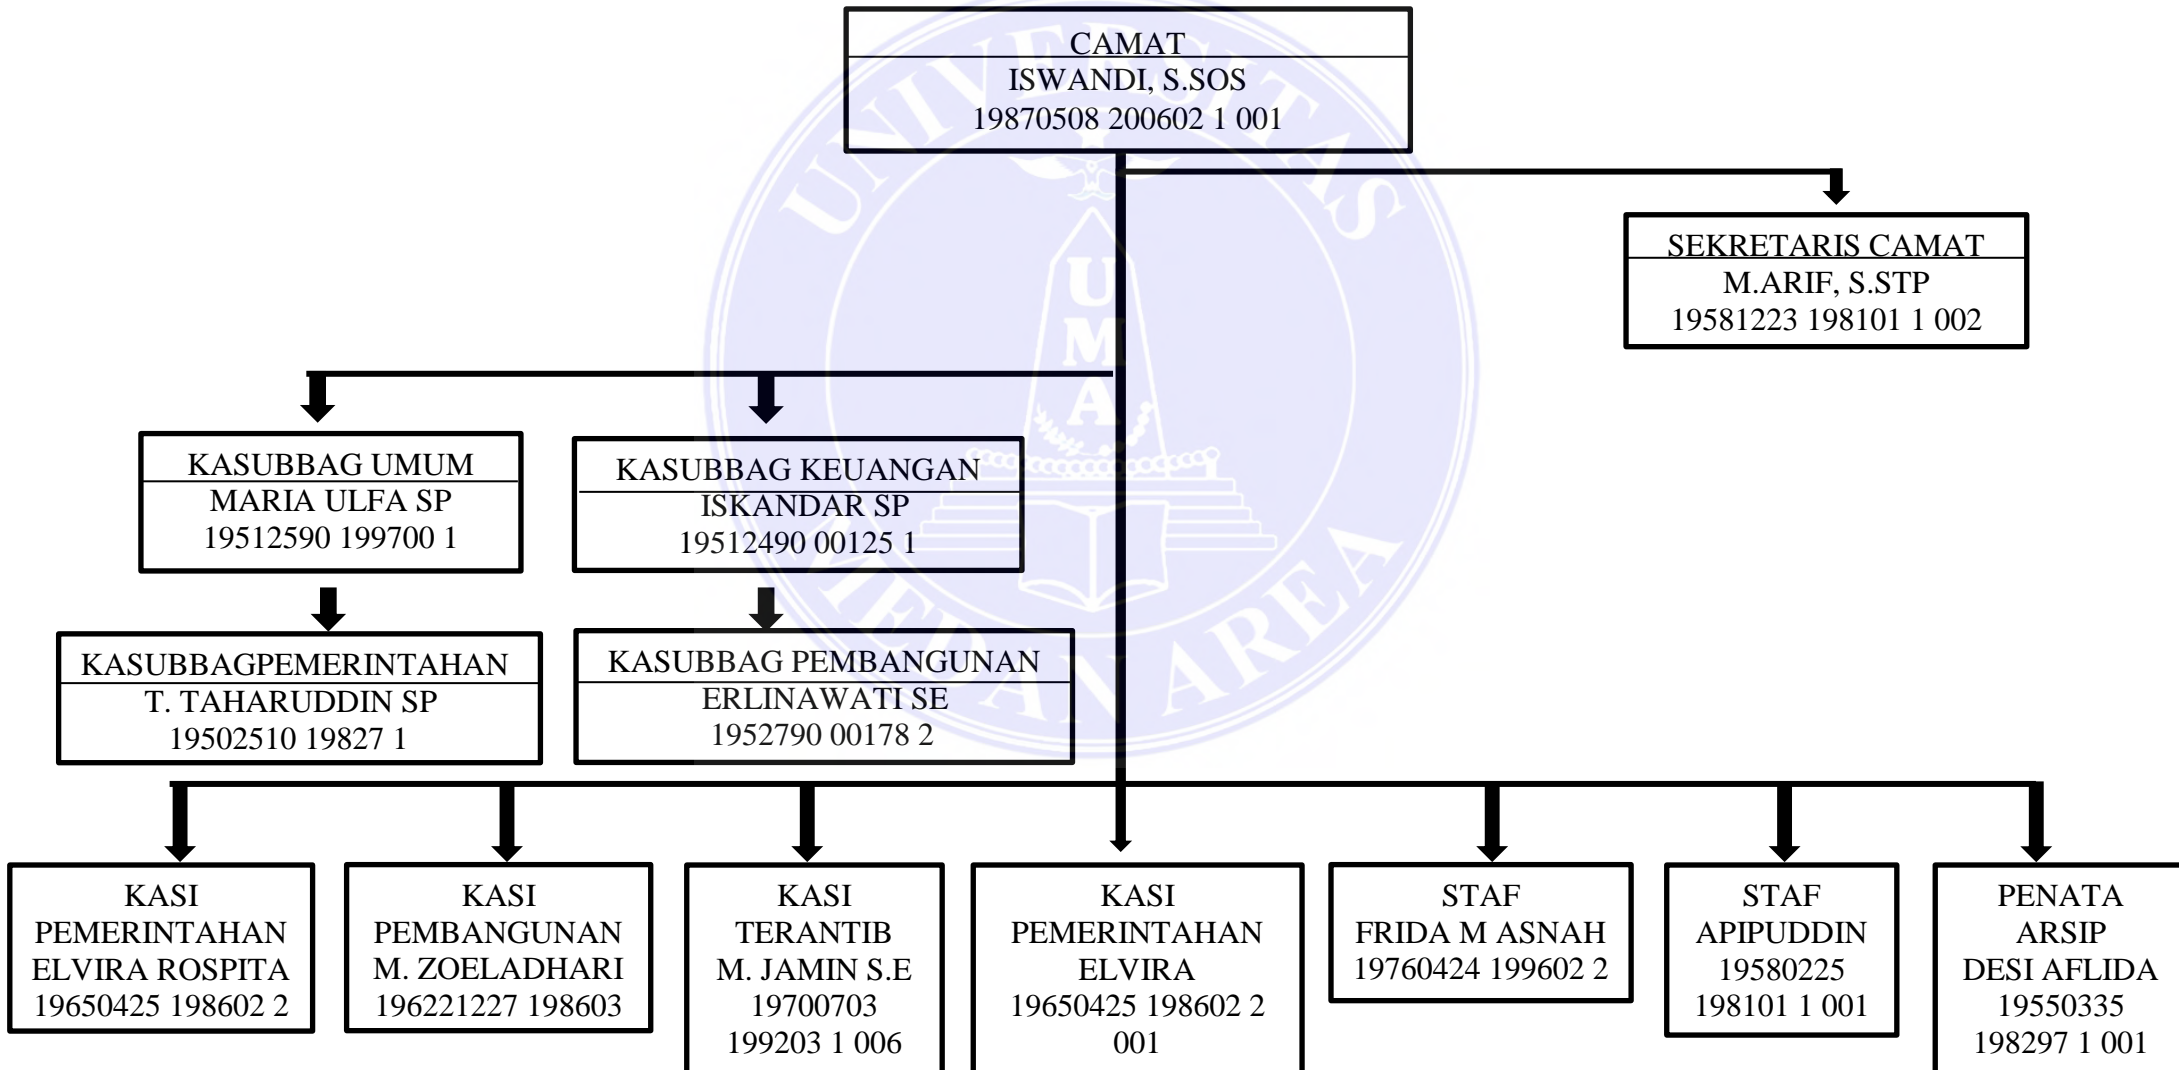 CAMAT
ISWANDI, S.SOS
19870508 200602 1 001
SEKRETARIS CAMAT
M.ARIF, S.STP
19581223 198101 1 002
KASUBBAG UMUM
MARIA ULFA SP
19512590 199700 1
KASUBBAG KEUANGAN
ISKANDAR SP
19512490 00125 1
KASUBBAGPEMERINTAHAN
T. TAHARUDDIN SP
19502510 19827 1
KASUBBAG PEMBANGUNAN
ERLINAWATI SE
1952790 00178 2
KASI
PEMERINTAHAN
ELVIRA ROSPITA
19650425 198602 2
KASI
PEMBANGUNAN
M. ZOELADHARI
196221227 198603
KASI
TERANTIB
M. JAMIN S.E
19700703
199203 1 006
KASI
PEMERINTAHAN
ELVIRA
19650425 198602 2
001
STAF
FRIDA M ASNAH
19760424 199602 2
STAF
APIPUDDIN
19580225
198101 1 001
PENATA
ARSIP
DESI AFLIDA
19550335
198297 1 001
UNIVERSITAS
MEDAN AREA
UMA